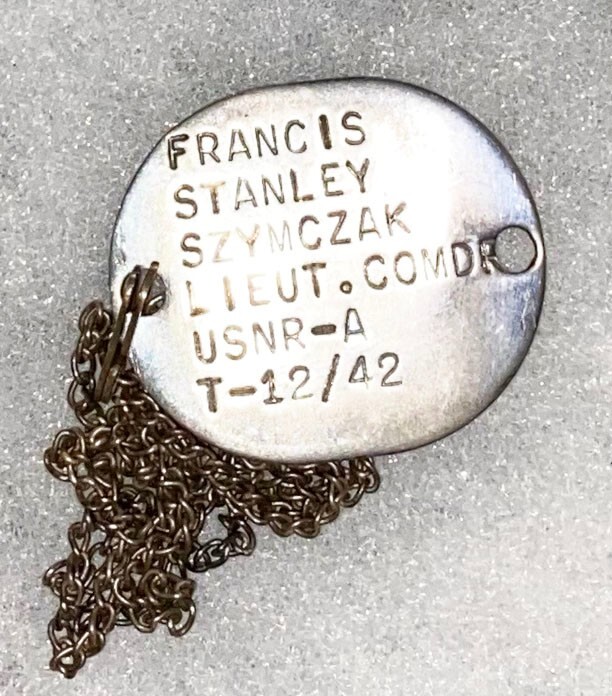 FRANCIS
STANLEY
SZYMCZAK
LIEUT.COMDR
USNR-A
T-12/42